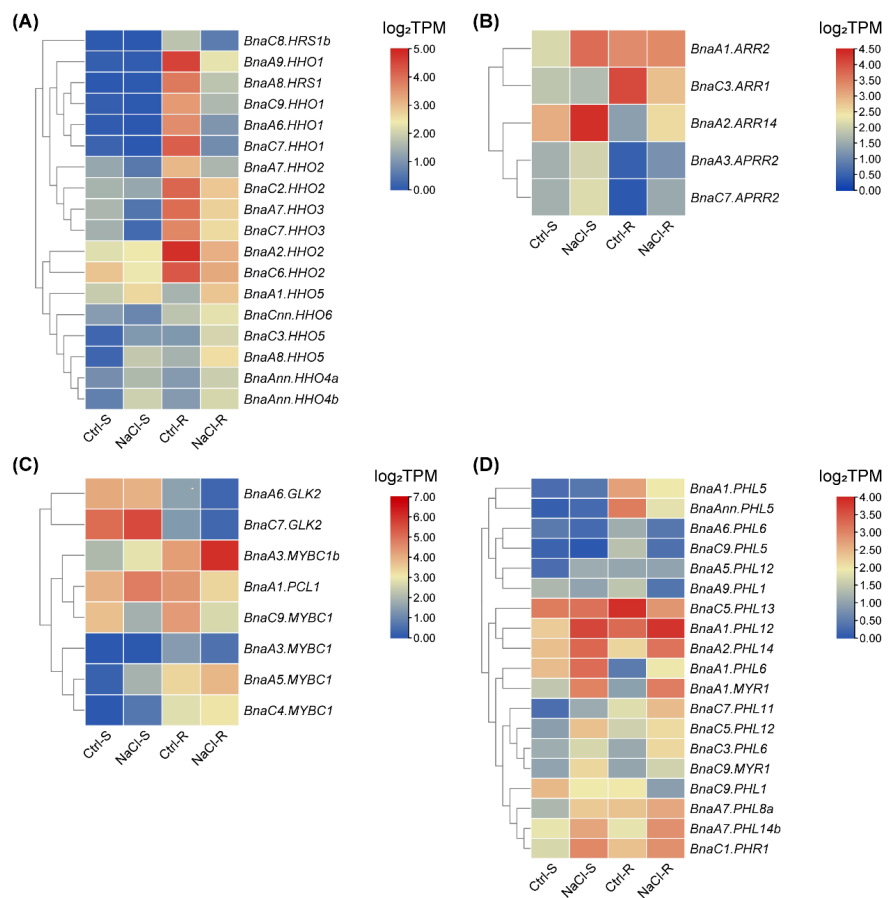 (A)
log₂TPM
BnaC8.HRS1b
BnaA9.HHO1
BnaA8.HRS1
BnaC9.HHO1
BnaA6.HHO1
BnaC7.HHO1
BnaA7.HHO2
BnaC2.HHO2
BnaA7.HHO3
BnaC7.HHO3
BnaA2.HHO2
BnaC6.HHO2
BnaA1.HHO5
BnaCnn.HHO6
BnaC3.HHO5
BnaA8.HHO5
BnaAnn.HHO4a
BnaAnn.HHO4b
5.00
4.00
3.00
2.00
1.00
0.00
Ctrl-S
NaCl-S
Ctrl-R
NaCl-R
(B)
log₂TPM
BnaA1.ARR2
BnaC3.ARR1
BnaA2.ARR14
BnaA3.APRR2
BnaC7.APRR2
4.50
4.00
3.50
3.00
2.50
2.00
1.50
1.00
0.50
0.00
Ctrl-S
NaCl-S
Ctrl-R
NaCl-R
(C)
log₂TPM
BnaA6.GLK2
BnaC7.GLK2
BnaA3.MYBC1b
BnaA1.PCL1
BnaC9.MYBC1
BnaA3.MYBC1
BnaA5.MYBC1
BnaC4.MYBC1
7.00
6.00
5.00
4.00
3.00
2.00
1.00
0.00
Ctrl-S
NaCl-S
Ctrl-R
NaCl-R
(D)
log₂TPM
BnaA1.PHL5
BnaAnn.PHL5
BnaA6.PHL6
BnaC9.PHL5
BnaA5.PHL12
BnaA9.PHL1
BnaC5.PHL13
BnaA1.PHL12
BnaA2.PHL14
BnaA1.PHL6
BnaA1.MYR1
BnaC7.PHL11
BnaC5.PHL12
BnaC3.PHL6
BnaC9.MYR1
BnaC9.PHL1
BnaA7.PHL8a
BnaA7.PHL14b
BnaC1.PHR1
4.00
3.50
3.00
2.50
2.00
1.50
1.00
0.50
0.00
Ctrl-S
NaCl-S
Ctrl-R
NaCl-R